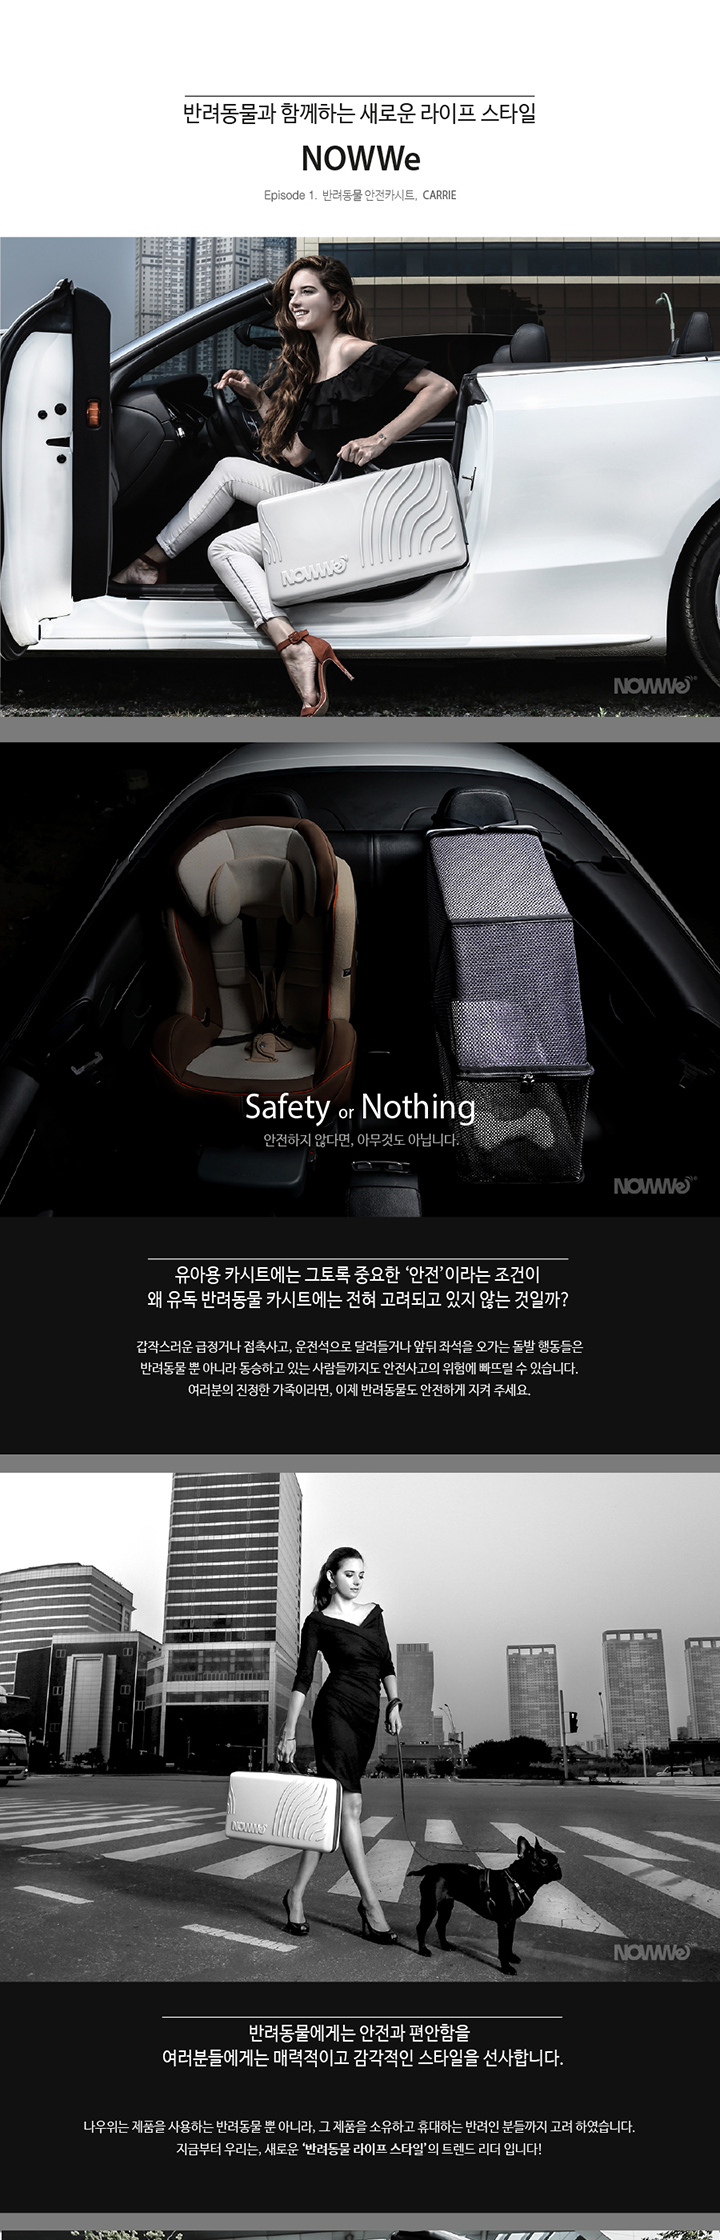 반려동물과 함께하는 새로운 라이프 스타일
NOWWe
Episode 1. 반려동물 안전카시트, CARRIE
NOWWe
NOWWe
Safety or Nothing
안전하지 않다면, 아무것도 아닙니다.
NOWWe
유아용 카시트에는 그토록 중요한 ‘안전’이라는 조건이
왜 유독 반려동물 카시트에는 전혀 고려되고 있지 않는 것일까?
갑작스러운 급정거나 접촉사고, 운전석으로 달려들거나 앞뒤 좌석을 오가는 돌발 행동들은
반려동물 뿐 아니라 동승하고 있는 사람들까지도 안전사고의 위험에 빠뜨릴 수 있습니다.
여러분의 진정한 가족이라면, 이제 반려동물도 안전하게 지켜 주세요.
NOWWe
NOWWe
반려동물에게는 안전과 편안함을
여러분들에게는 매력적이고 감각적인 스타일을 선사합니다.
나우위는 제품을 사용하는 반려동물 뿐 아니라, 그 제품을 소유하고 휴대하는 반려인 분들까지 고려 하였습니다.
지금부터 우리는, 새로운 ‘반려동물 라이프 스타일’의 트렌드 리더 입니다!